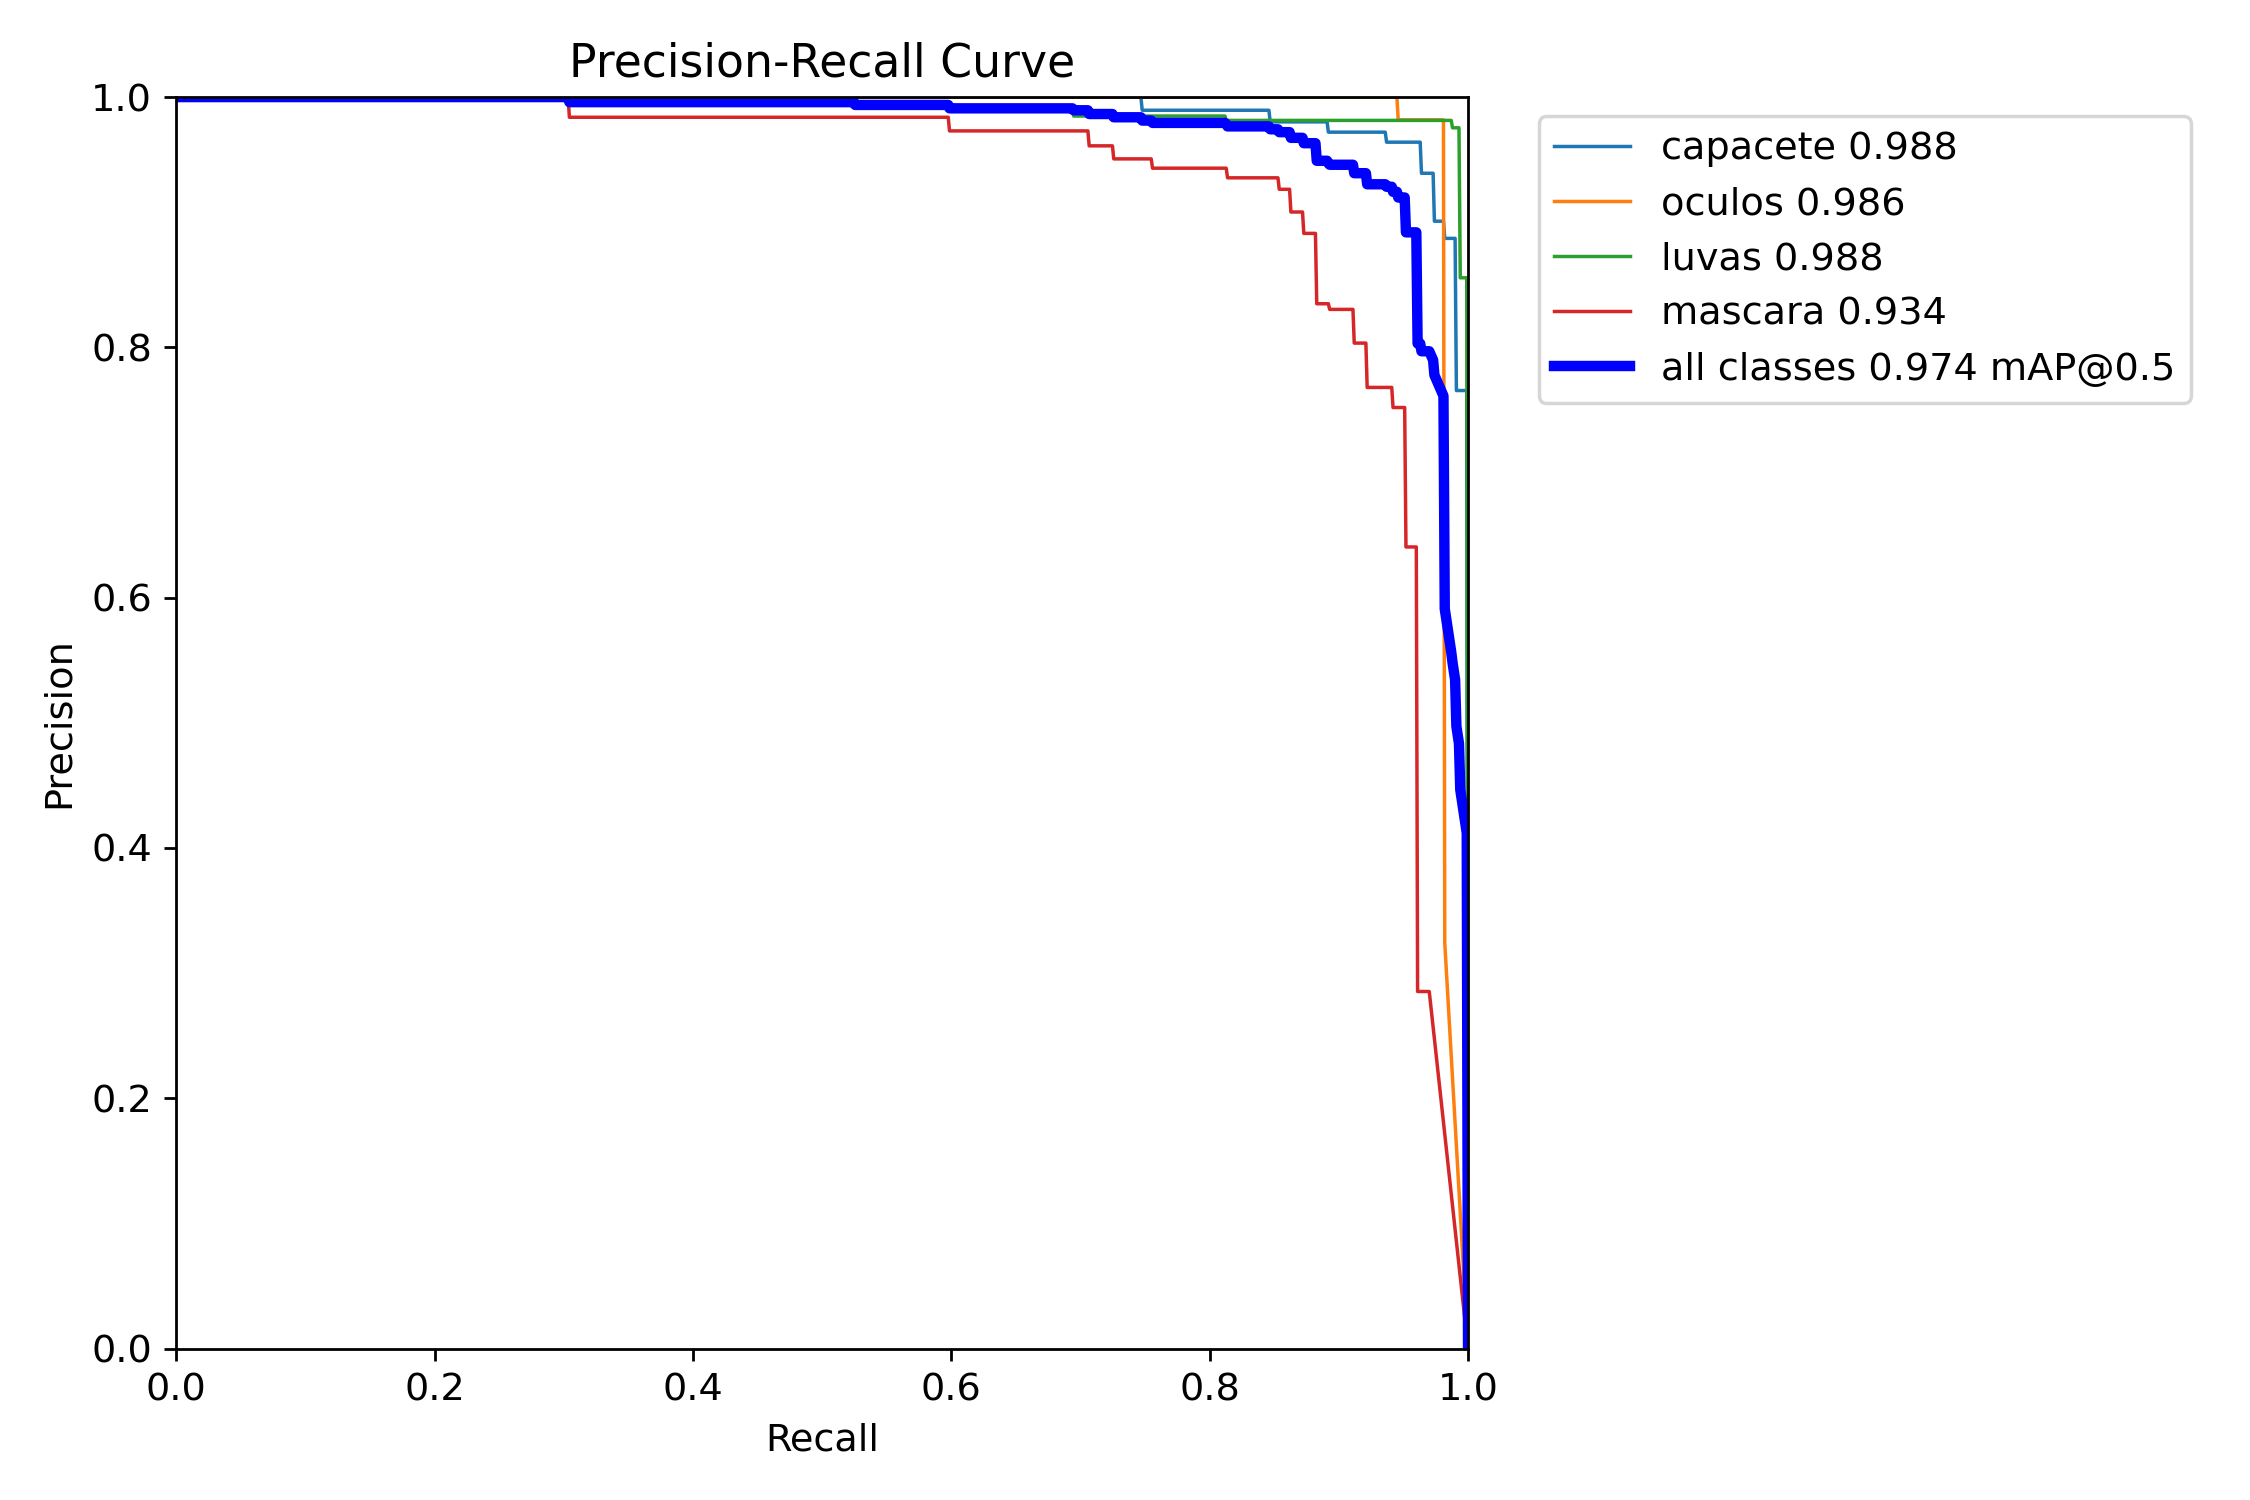 Precision-Recall Curve
1.0
0.8
0.6
0.4
0.2
0.0
Precision
0.0 0.2 0.4 0.6 0.8 1.0
Recall
capacete 0.988
oculos 0.986
luvas 0.988
mascara 0.934
all classes 0.974 mAP@0.5